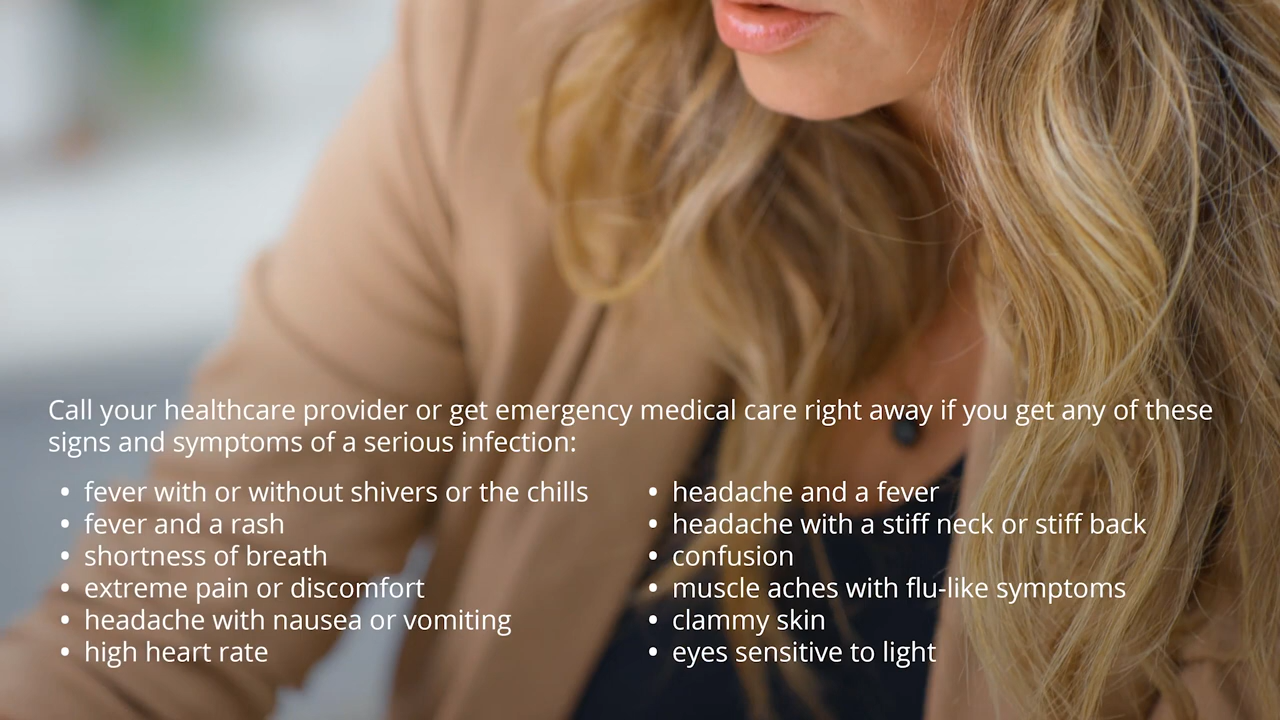 Call your healthcare provider or get emergency medical care right away if you get any of these
signs and symptoms of a serious infection:
• fever with or without shivers or the chills
• fever and a rash
• shortness of breath
• extreme pain or discomfort
• headache with nausea or vomiting
• high heart rate
• headache and a fever
• headache with a stiff neck or stiff back
• confusion
• muscle aches with flu-like symptoms
• clammy skin
• eyes sensitive to light